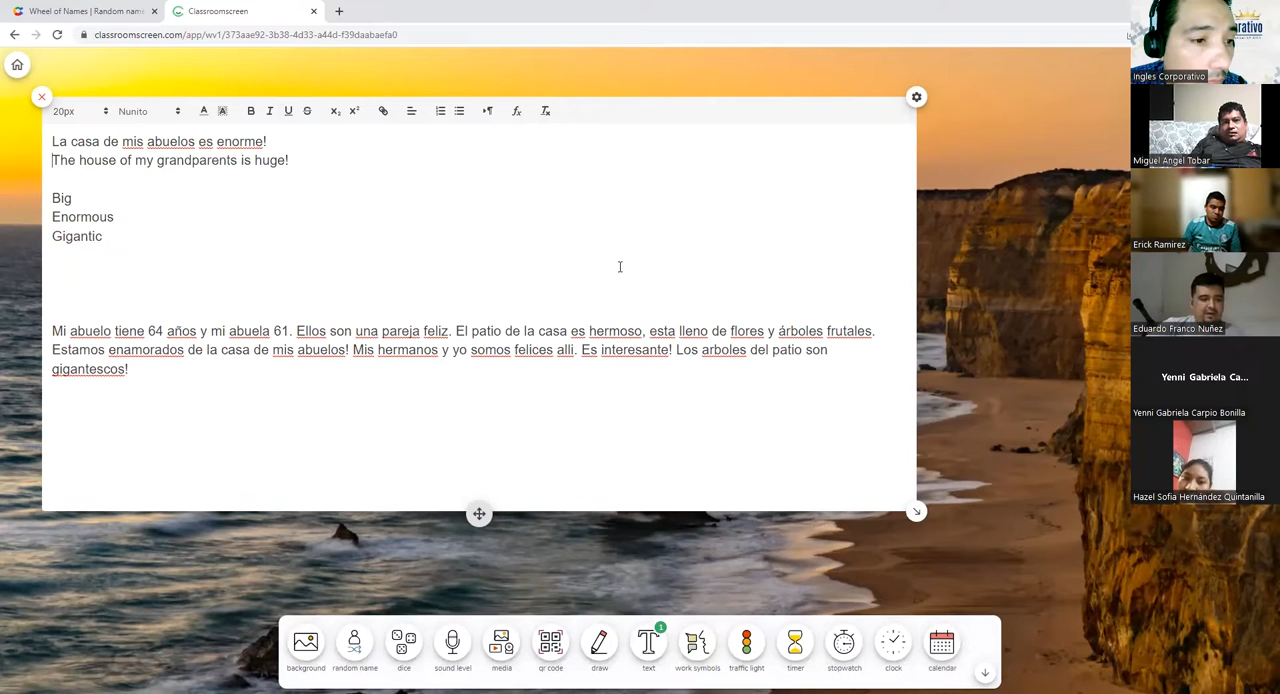 Wheel of Names | Random name
Classroomscreen
classroomscreen.com/app/wv1/373aae92-3b38-4d33-a44d-f39daabaefa0
20px
Nunito
La casa de mis abuelos es enorme!
The house of my grandparents is huge!
Big
Enormous
Gigantic
Mi abuelo tiene 64 años y mi abuela 61. Ellos son una pareja feliz. El patio de la casa es hermoso, esta lleno de flores y árboles frutales.
Estamos enamorados de la casa de mis abuelos! Mis hermanos y yo somos felices alli. Es interesante! Los arboles del patio son
gigantescos!
background
random name
dice
sound level
media
qr code
draw
1
text
work symbols
traffic light
timer
stopwatch
clock
calendar
orativo
Ingles Corporativo
Miguel Angel Tobar
Erick Ramirez
Eduardo Franco Nuñez
Yenni Gabriela Ca...
Yenni Gabriela Carpio Bonilla
Hazel Sofia Hernández Quintanilla